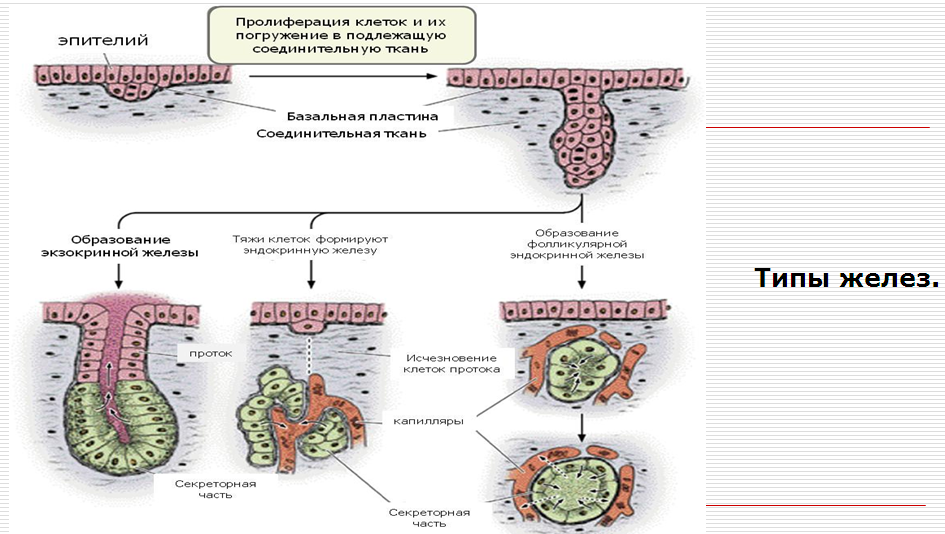 Пролиферация клеток и их
погружение в подлежащую
соединительную ткань
эпителий
Базальная пластина
Соединительная ткань
Образование
экзокринной железы
Тяжи клеток формируют
эндокринную железу
Образование
фолликулярной
эндокринной железы
Типы желез.
проток
Исчезновение
клеток протока
капилляры
Секреторная
часть
Секреторная
часть